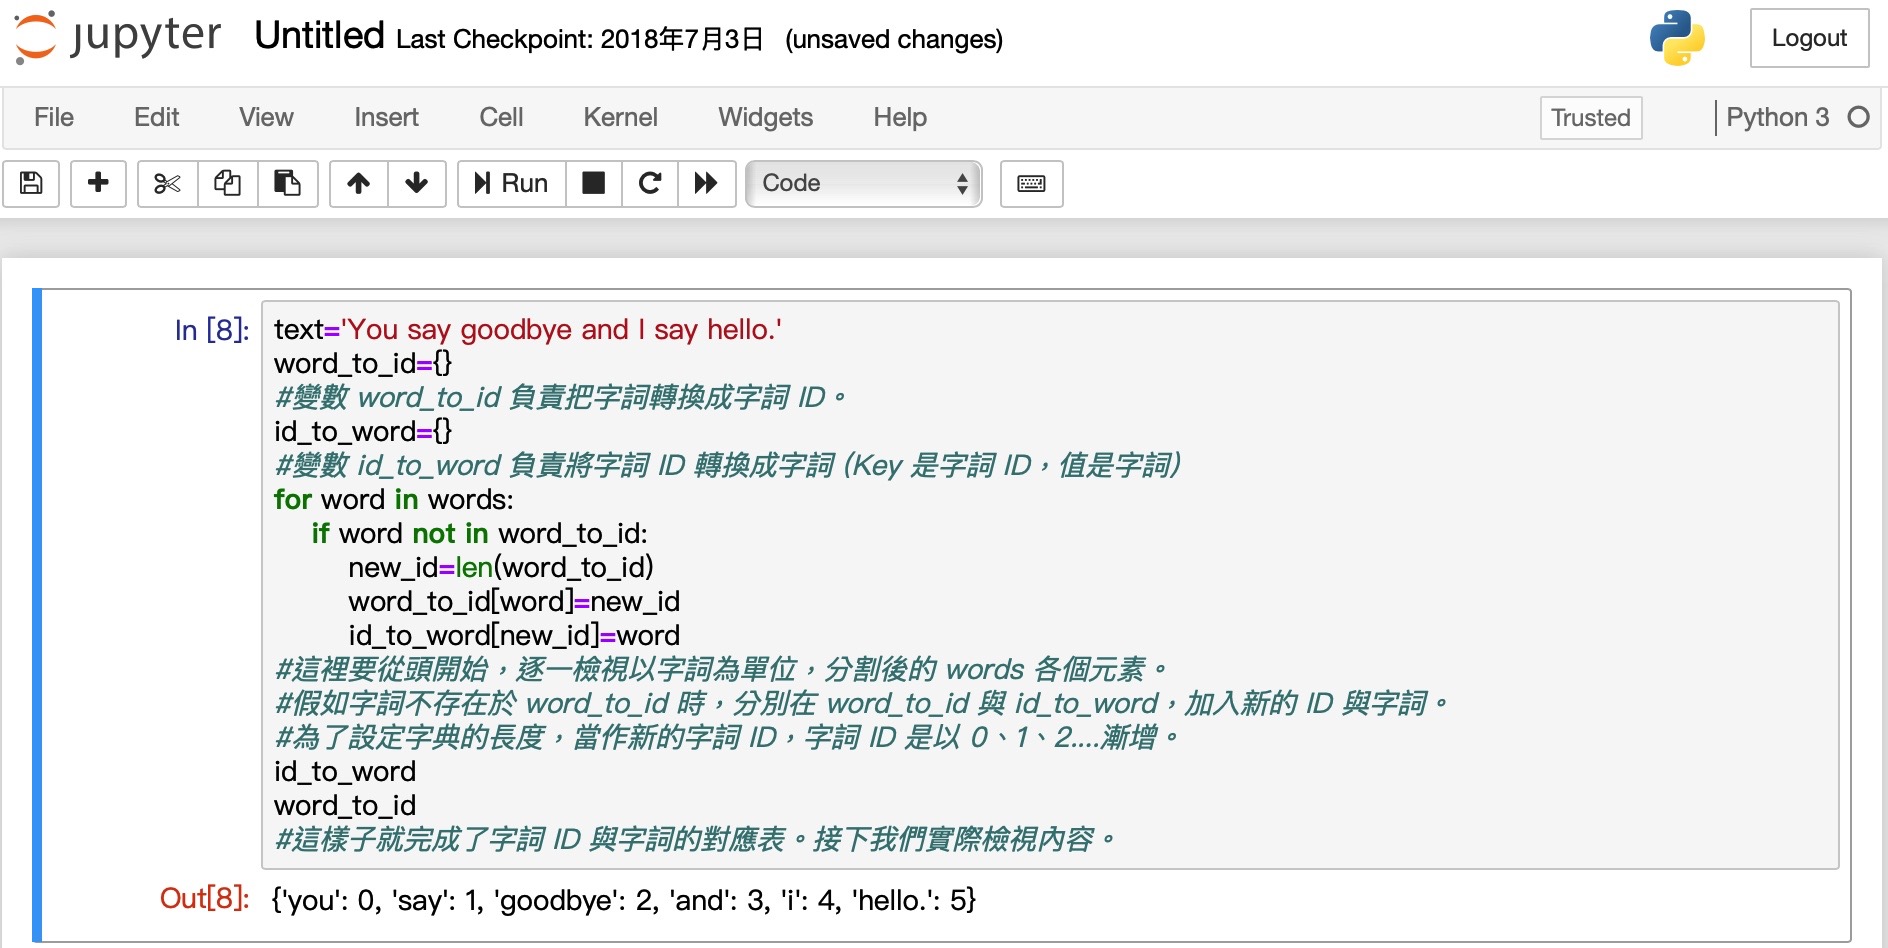 jupyter Untitled Last Checkpoint: 2018年7月3日 (unsaved changes) Logout
File Edit View Insert Cell Kernel Widgets Help Trusted Python 3
Run Code
In [8]:
text='You say goodbye and I say hello.'
word_to_id={}
#變數 word_to_id 負責把字詞轉換成字詞 ID。
id_to_word={}
#變數 id_to_word 負責將字詞 ID 轉換成字詞 (Key 是字詞 ID，值是字詞)
for word in words:
if word not in word_to_id:
new_id=len(word_to_id)
word_to_id[word]=new_id
id_to_word[new_id]=word
#這裡要從頭開始，逐一檢視以字詞為單位，分割後的 words 各個元素。
#假如字詞不存在於 word_to_id 時，分別在 word_to_id 與 id_to_word，加入新的 ID 與字詞。
#為了設定字典的長度，當作新的字詞 ID，字詞 ID 是以 0、1、2....漸增。
id_to_word
word_to_id
#這樣子就完成了字詞 ID 與字詞的對應表。接下我們實際檢視內容。
Out[8]: {'you': 0, 'say': 1, 'goodbye': 2, 'and': 3, 'i': 4, 'hello.': 5}